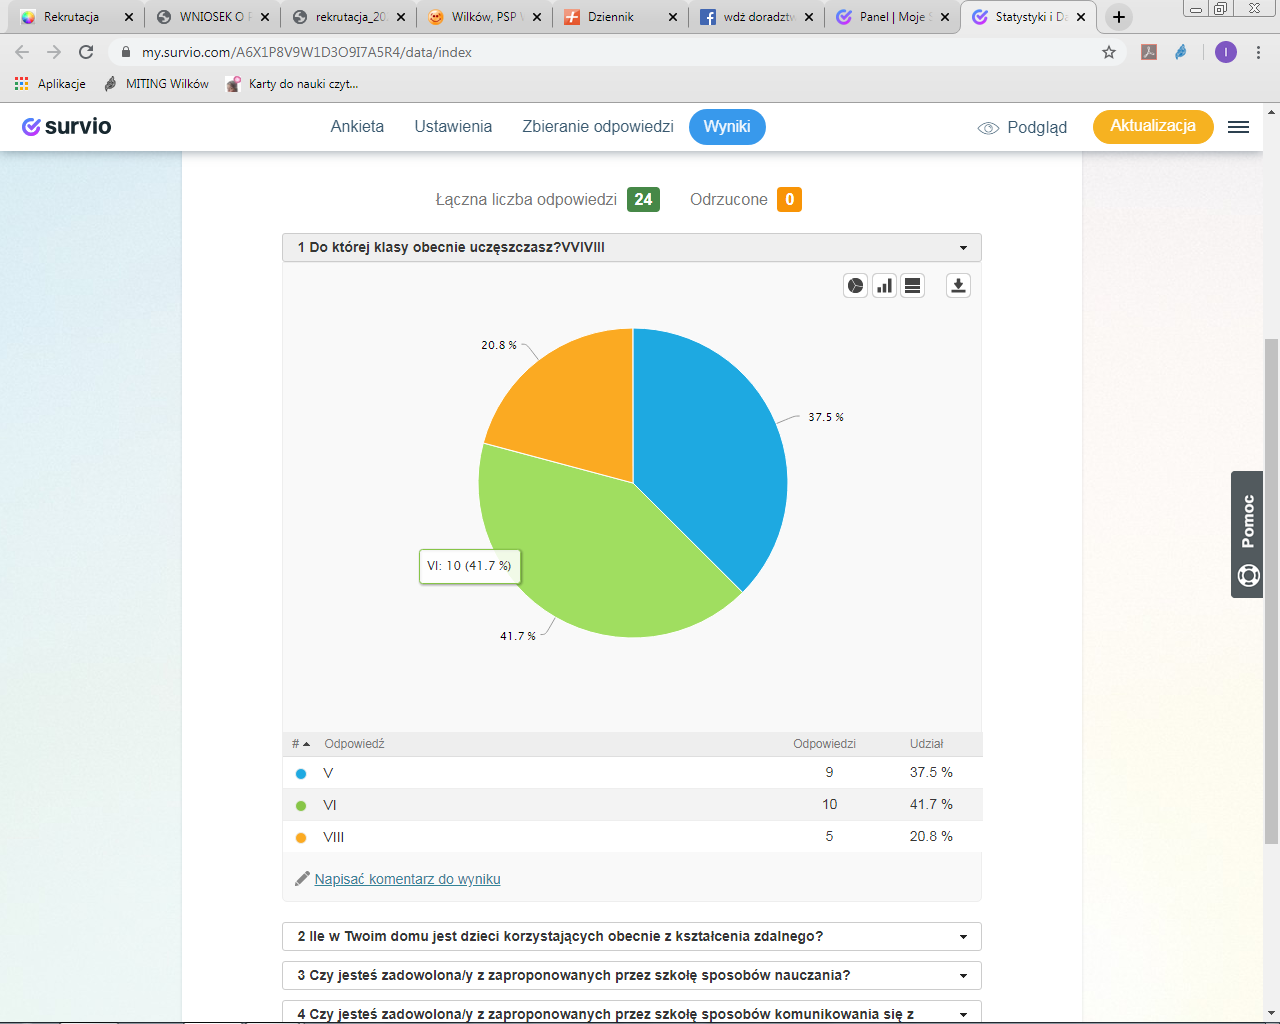 Rekrutacja
WNIOSEK O
rekrutacja_20
Wilków, PSP
Dziennik
wdż doradztw
Panel | Moje
Statystyki i Da
my.survio.com/A6X1P8V9W1D3O9I7A5R4/data/index
I
Aplikacje
MITING Wilków
Karty do nauki czyt...
survio
Ankieta
Ustawienia
Zbieranie odpowiedzi
Wyniki
Podgląd
Aktualizacja
Łączna liczba odpowiedzi 24
Odrzucone 0
1 Do której klasy obecnie uczęszczasz?VVIVIII
20.8 %
37.5 %
VI: 10 (41.7 %)
41.7 %
Pomoc
# Odpowiedź Odpowiedzi Udział
V 9 37.5 %
VI 10 41.7 %
VIII 5 20.8 %
Napisać komentarz do wyniku
2 Ile w Twoim domu jest dzieci korzystających obecnie z kształcenia zdalnego?
3 Czy jesteś zadowolona/y z zaproponowanych przez szkołę sposobów nauczania?
4 Czy jesteś zadowolona/y z zaproponowanych przez szkołę sposobów komunikowania się z